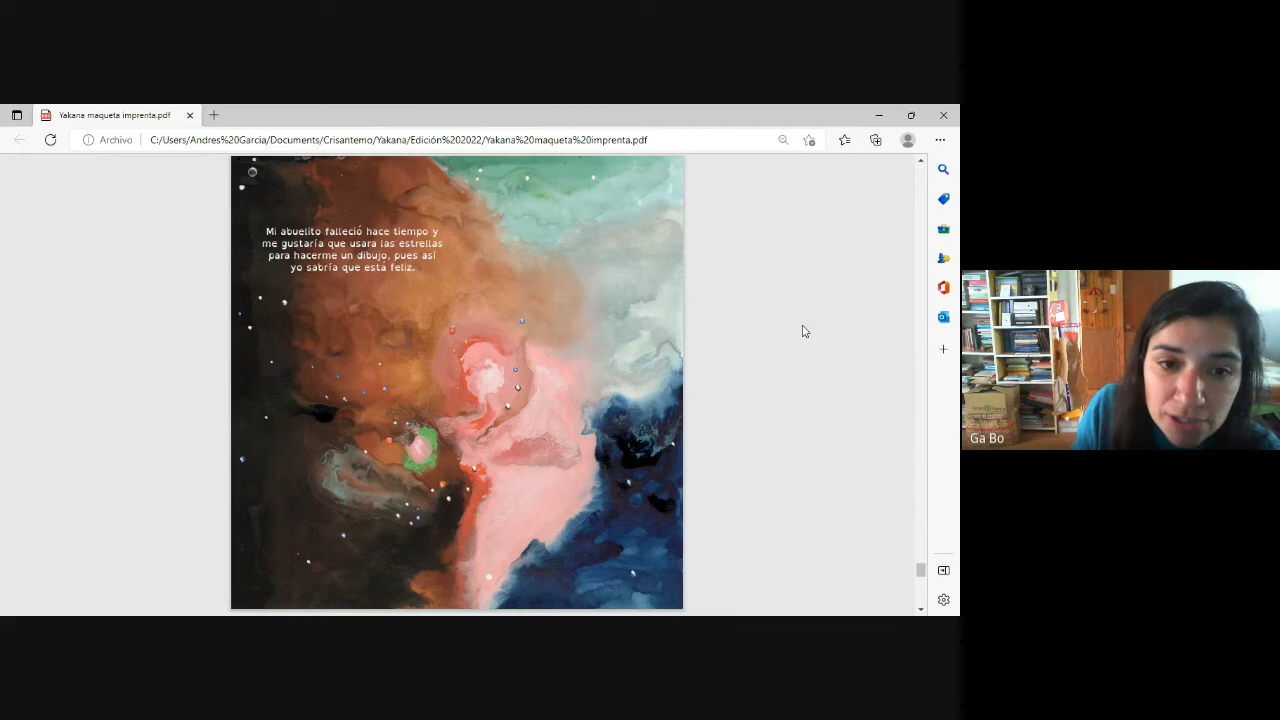 Yakana maqueta imprenta.pdf
Archivo
C:/Users/Andres%20Garcia/Documents/Crisantemo/Yakana/Edición%202022/Yakana%20maqueta%20imprenta.pdf
Mi abuelito falleció hace tiempo y
me gustaría que usara las estrellas
para hacerme un dibujo, pues así
yo sabría que está feliz.
Ga Bo